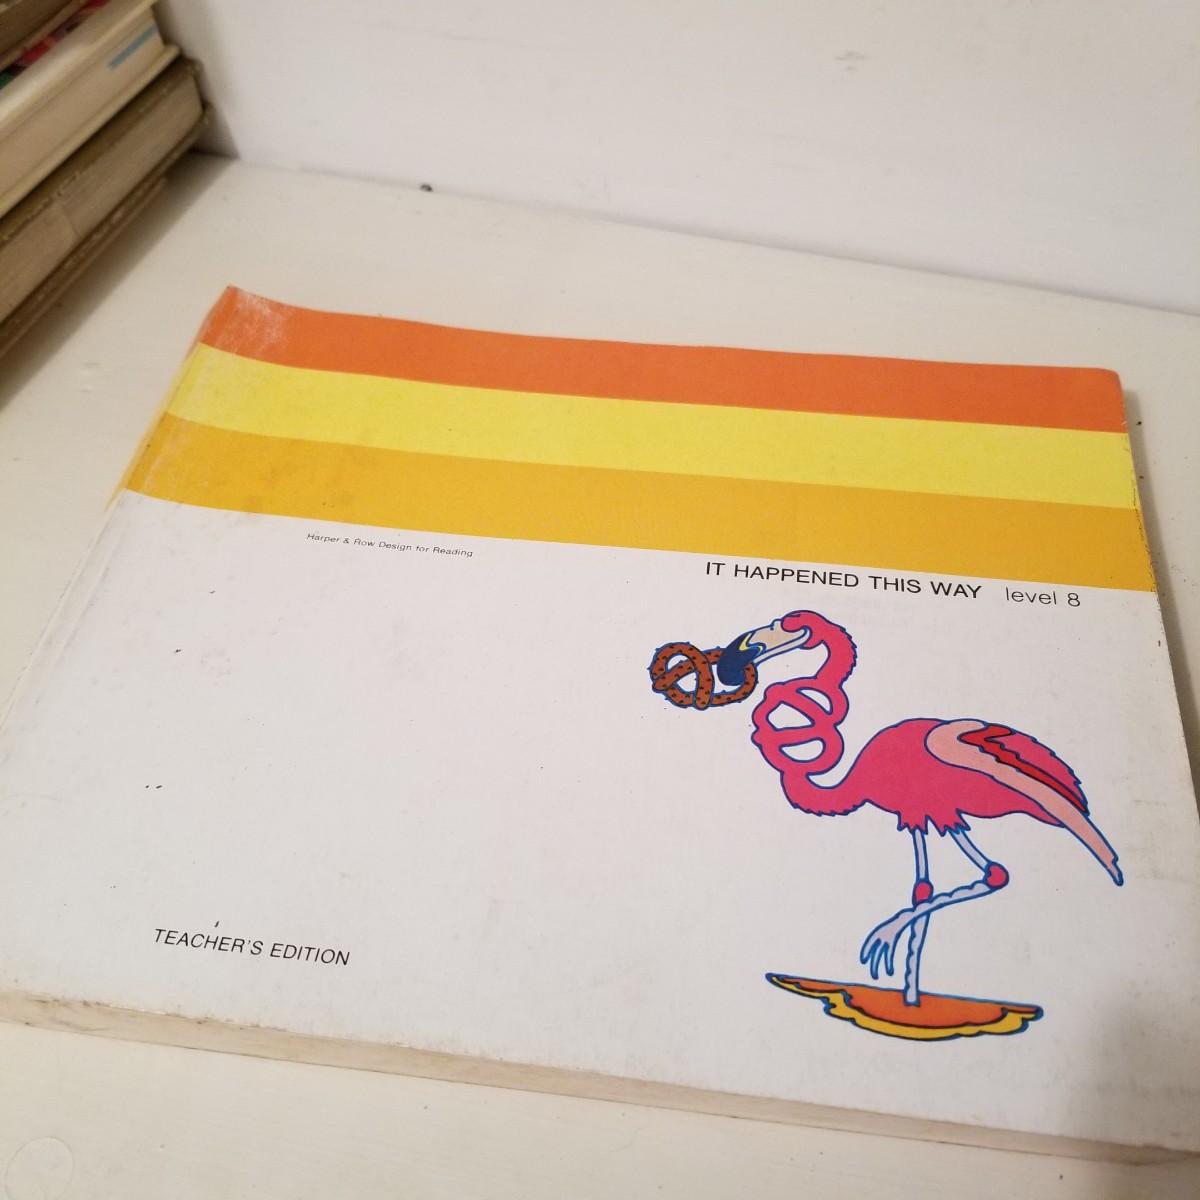 Harper & Row Design for Reading
IT HAPPENED THIS WAY level 8
TEACHER'S EDITION